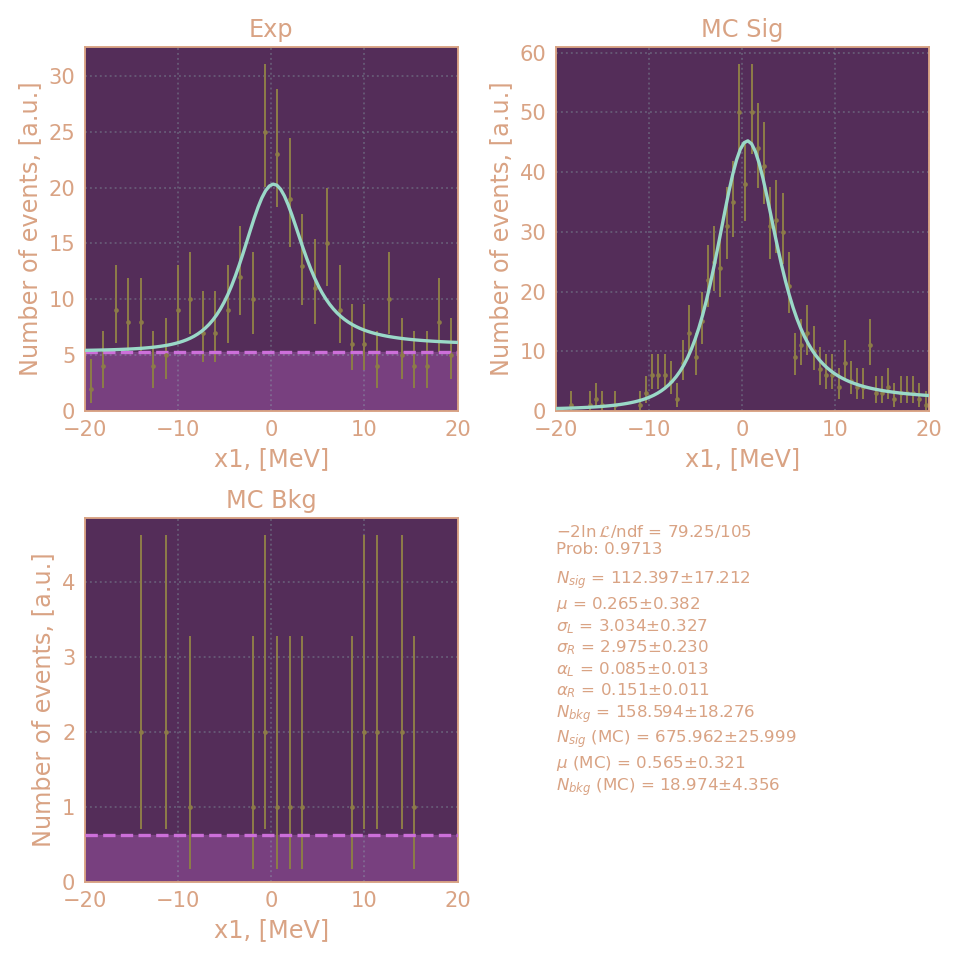 Exp
Number of events, [a.u.]
30
25
20
15
10
5
0
−20 −10 0 10 20
x1, [MeV]
MC Sig
Number of events, [a.u.]
60
50
40
30
20
10
0
−20 −10 0 10 20
x1, [MeV]
MC Bkg
Number of events, [a.u.]
4
3
2
1
0
−20 −10 0 10 20
x1, [MeV]
−2ln ℒ/ndf = 79.25/105
Prob: 0.9713
N_sig = 112.397±17.212
μ = 0.265±0.382
σ_L = 3.034±0.327
σ_R = 2.975±0.230
α_L = 0.085±0.013
α_R = 0.151±0.011
N_bkg = 158.594±18.276
N_sig (MC) = 675.962±25.999
μ (MC) = 0.565±0.321
N_bkg (MC) = 18.974±4.356